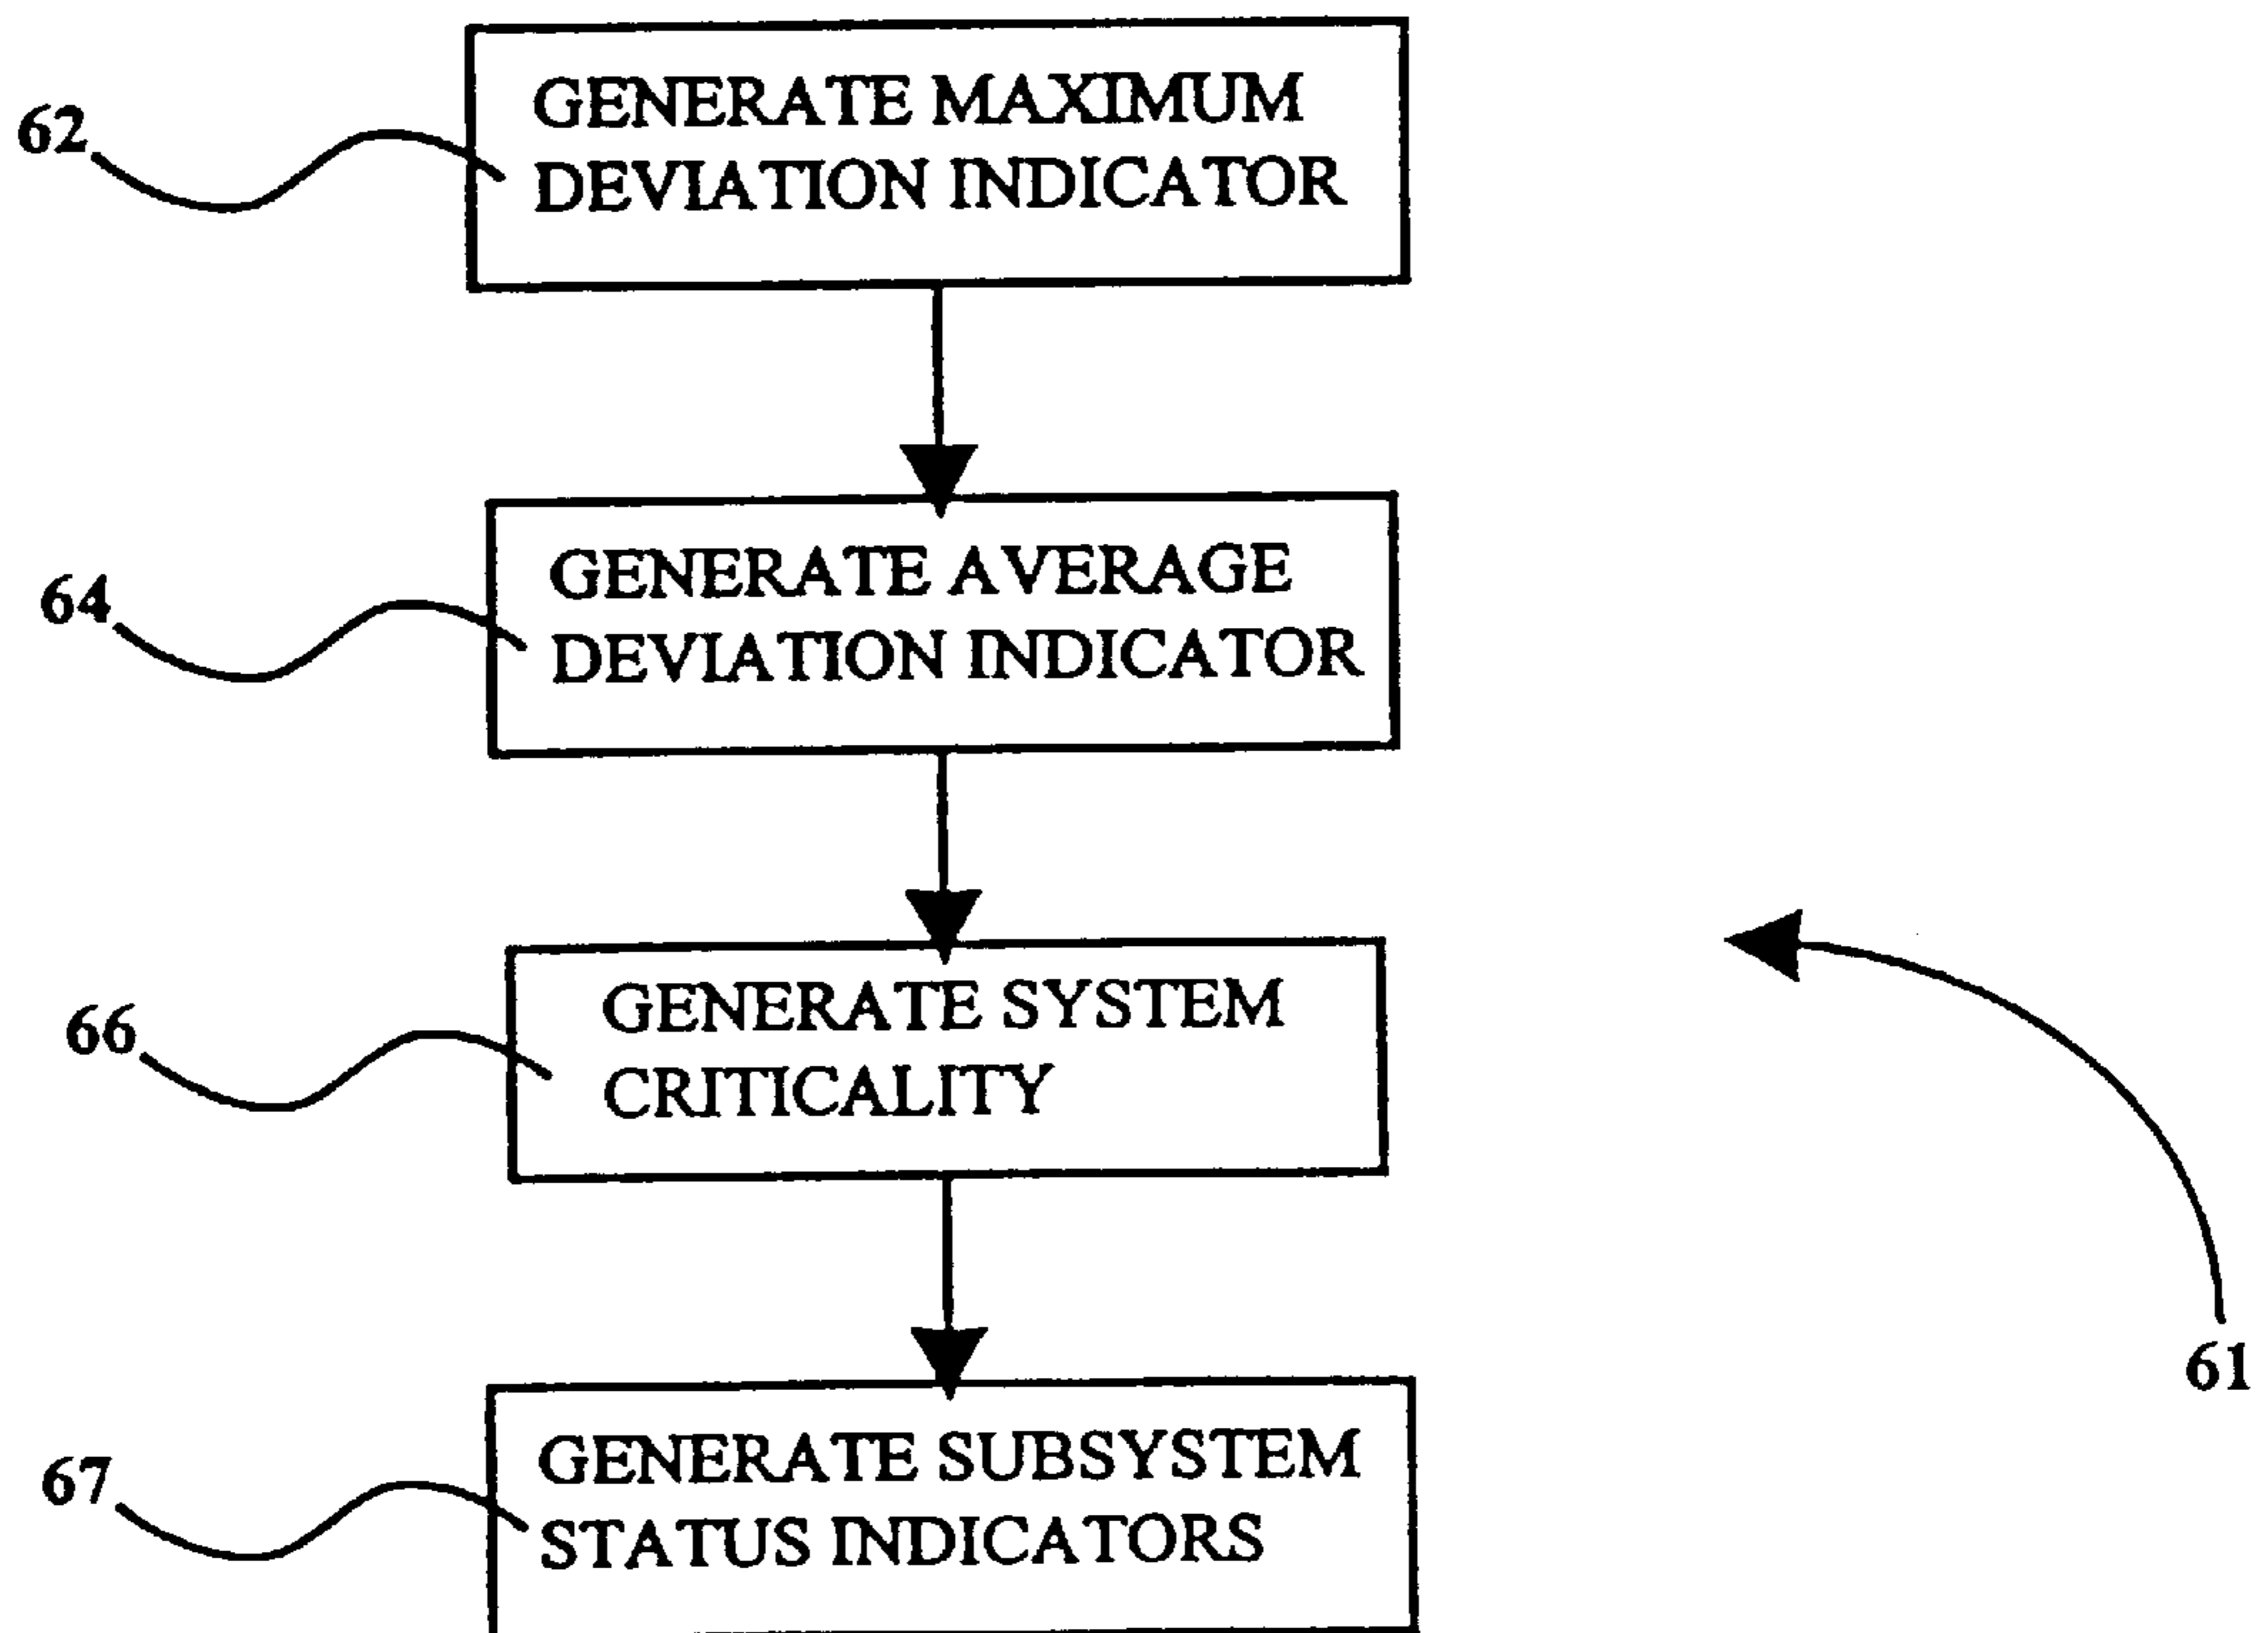 62
GENERATE MAXIMUM
DEVIATION INDICATOR
64
GENERATE AVERAGE
DEVIATION INDICATOR
66
GENERATE SYSTEM
CRITICALITY
61
67
GENERATE SUBSYSTEM
STATUS INDICATORS